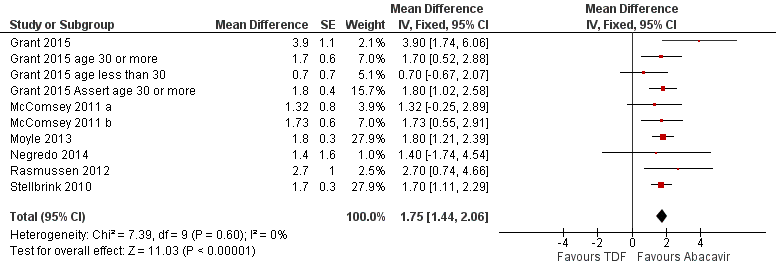 Mean Difference Mean Difference
Study or Subgroup Mean Difference SE Weight IV, Fixed, 95% CI IV, Fixed, 95% CI
Grant 2015 3.9 1.1 2.1% 3.90 [1.74, 6.06]
Grant 2015 age 30 or more 1.7 0.6 7.0% 1.70 [0.52, 2.88]
Grant 2015 age less than 30 0.7 0.7 5.1% 0.70 [-0.67, 2.07]
Grant 2015 Assert age 30 or more 1.8 0.4 15.7% 1.80 [1.02, 2.58]
McComsey 2011 a 1.32 0.8 3.9% 1.32 [-0.25, 2.89]
McComsey 2011 b 1.73 0.6 7.0% 1.73 [0.55, 2.91]
Moyle 2013 1.8 0.3 27.9% 1.80 [1.21, 2.39]
Negredo 2014 1.4 1.6 1.0% 1.40 [-1.74, 4.54]
Rasmussen 2012 2.7 1 2.5% 2.70 [0.74, 4.66]
Stellbrink 2010 1.7 0.3 27.9% 1.70 [1.11, 2.29]
Total (95% CI) 100.0% 1.75 [1.44, 2.06]
Heterogeneity: Chi² = 7.39, df = 9 (P = 0.60); I² = 0%
Test for overall effect: Z = 11.03 (P < 0.00001)
-4 -2 0 2 4
Favours TDF Favours Abacavir